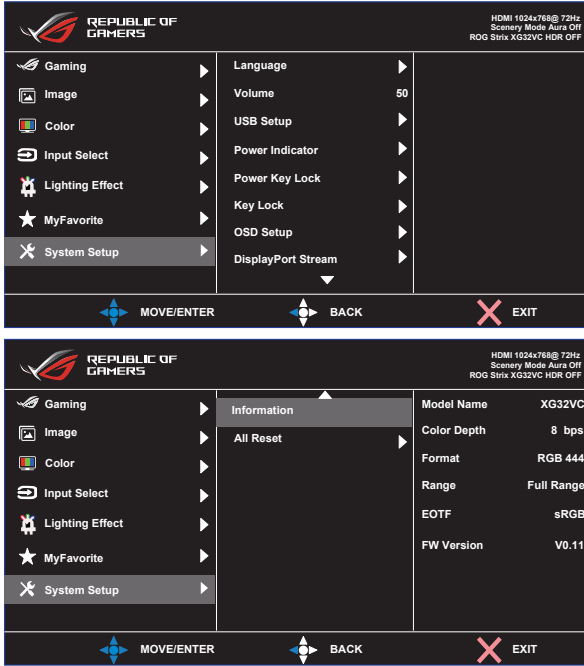 REPUBLIC OF
GAMERS
HDMI 1024x768@ 72Hz
Scenery Mode Aura Off
ROG Strix XG32VC HDR OFF
Gaming
Image
Color
Input Select
Lighting Effect
MyFavorite
System Setup
Language
Volume 50
USB Setup
Power Indicator
Power Key Lock
Key Lock
OSD Setup
DisplayPort Stream
MOVE/ENTER BACK EXIT
REPUBLIC OF
GAMERS
HDMI 1024x768@ 72Hz
Scenery Mode Aura Off
ROG Strix XG32VC HDR OFF
Gaming
Image
Color
Input Select
Lighting Effect
MyFavorite
System Setup
Information
All Reset
Model Name XG32VC
Color Depth 8 bps
Format RGB 444
Range Full Range
EOTF sRGB
FW Version V0.11
MOVE/ENTER BACK EXIT